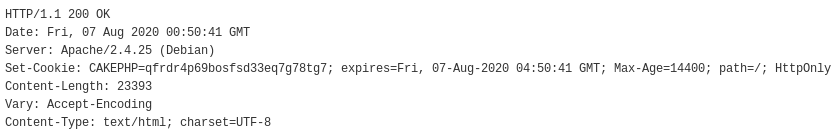 HTTP/1.1 200 OK
Date: Fri, 07 Aug 2020 00:50:41 GMT
Server: Apache/2.4.25 (Debian)
Set-Cookie: CAKEPHP=qfrdr4p69bosfsd33eq7g78tg7; expires=Fri, 07-Aug-2020 04:50:41 GMT; Max-Age=14400; path=/; HttpOnly
Content-Length: 23393
Vary: Accept-Encoding
Content-Type: text/html; charset=UTF-8